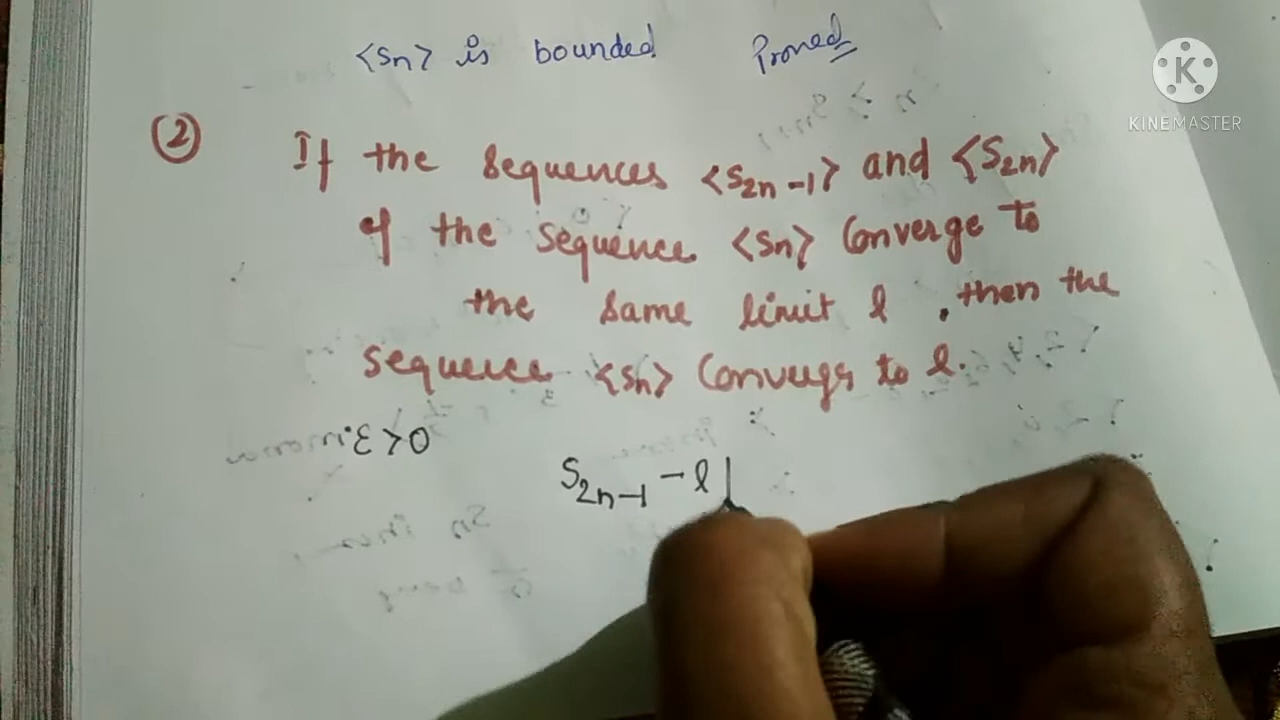 <Sn> is bounded Proved
K
KINEMASTER
② If the sequences <S2n-1> and <S2n>
of the sequence <Sn> Converge to
the same limit l , then the
sequence <Sn> Converges to l.
ε>0
S2n-1 - l|